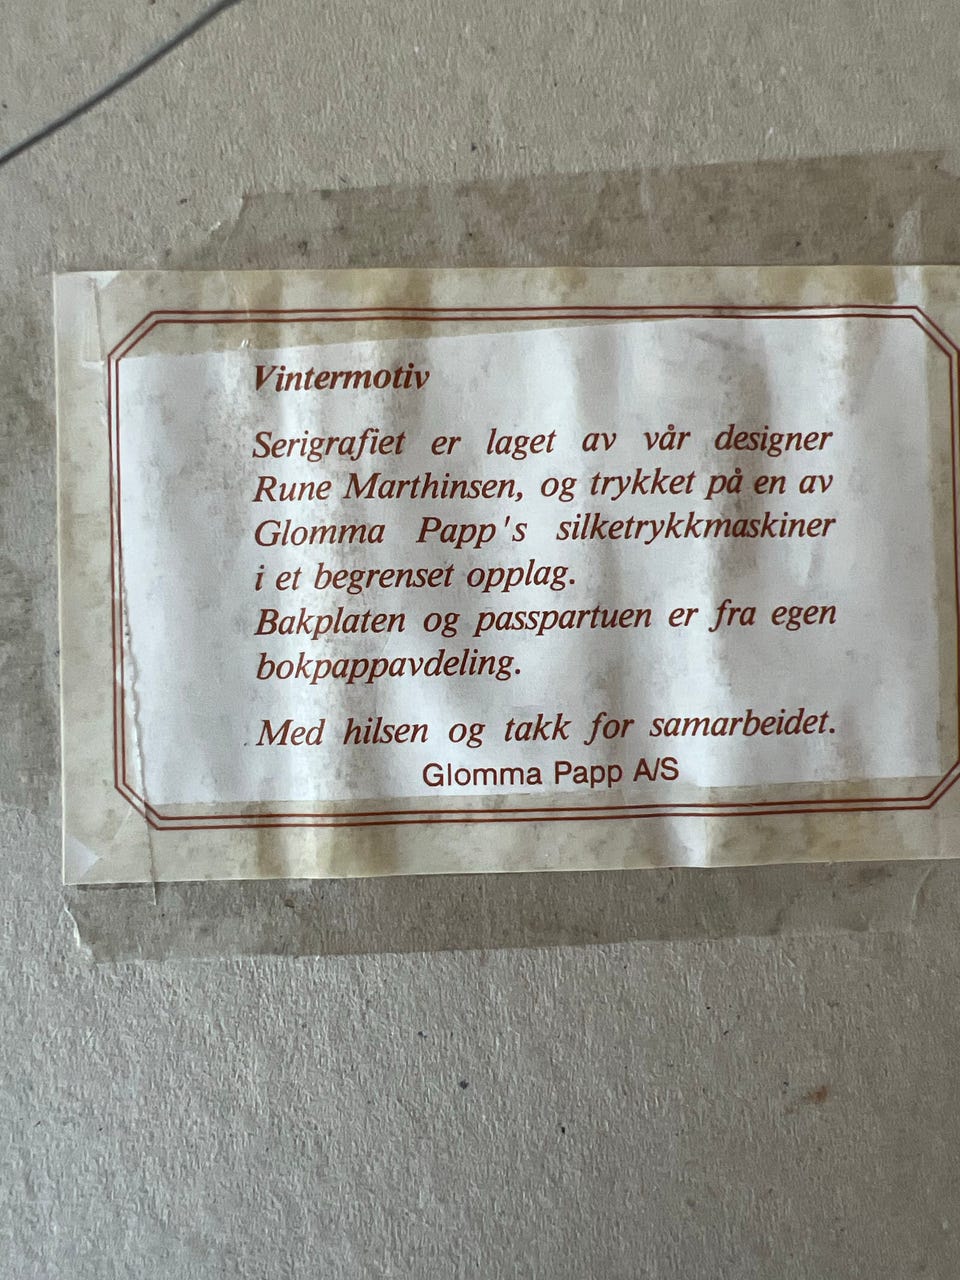 Vintermotiv
Serigrafiet er laget av vår designer
Rune Marthinsen, og trykket på en av
Glomma Papp's silketrykkmaskiner
i et begrenset opplag.
Bakplaten og passpartuen er fra egen
bokpappavdeling.
Med hilsen og takk for samarbeidet.
Glomma Papp A/S